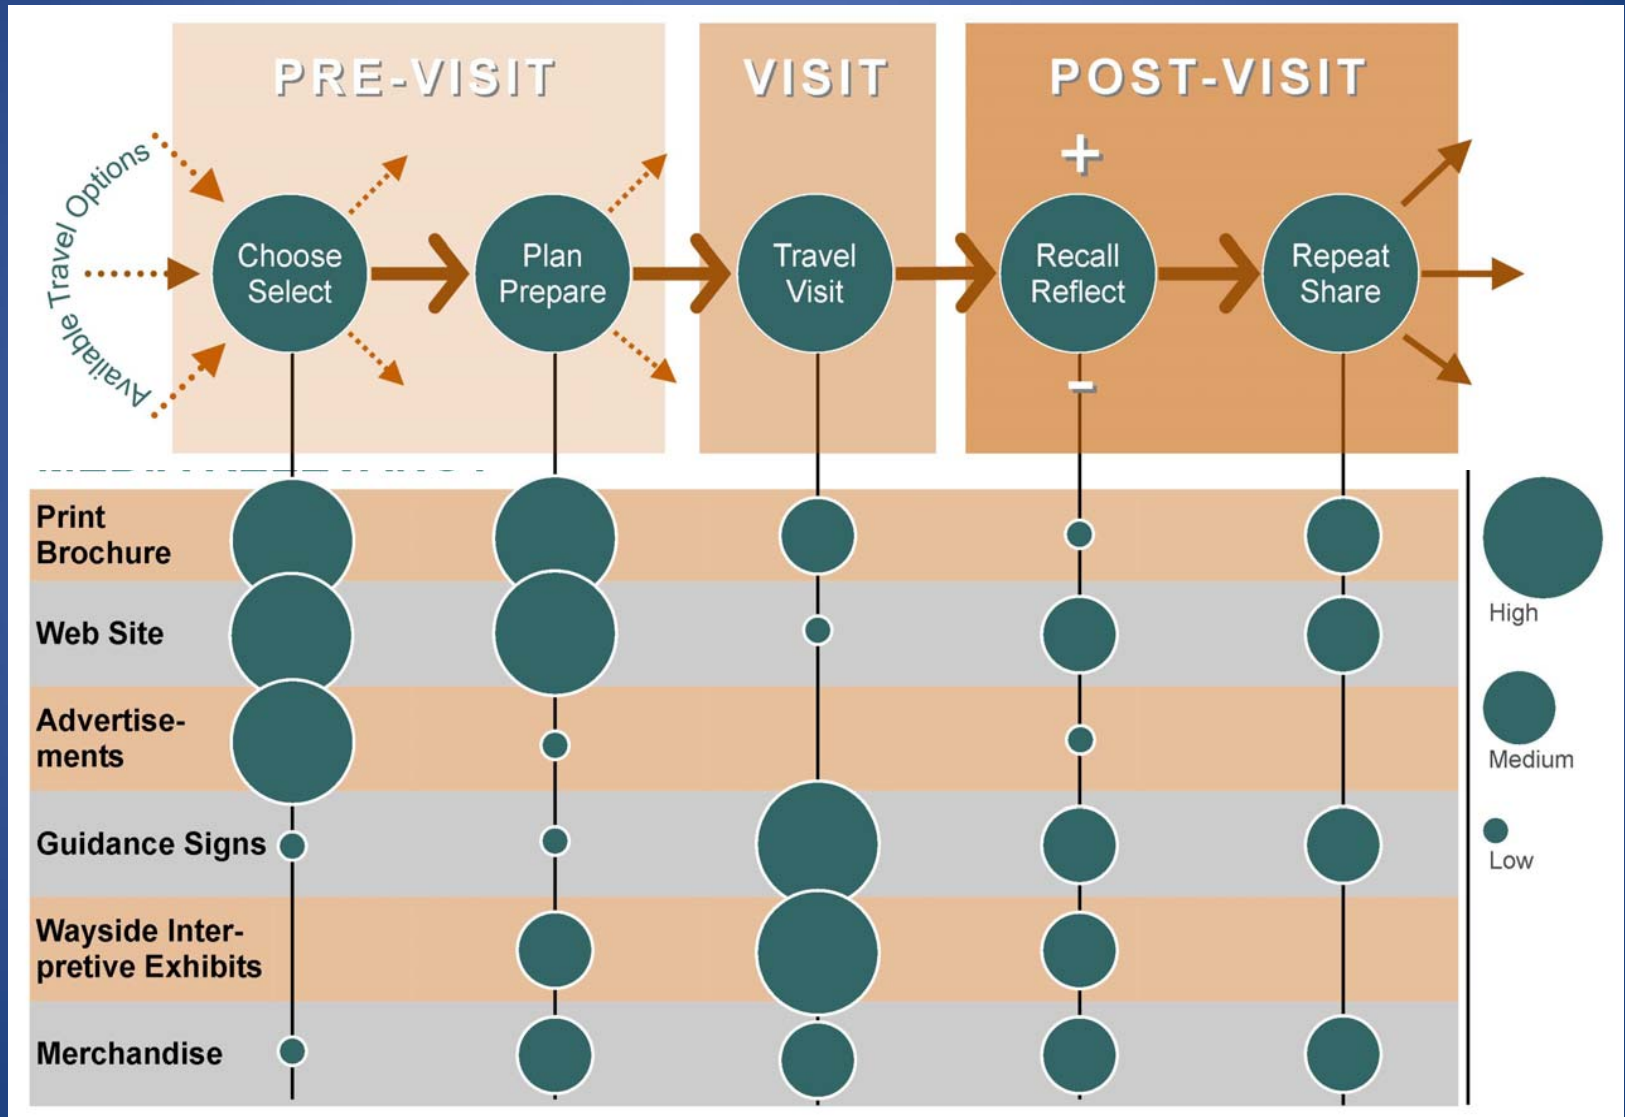 PRE-VISIT
VISIT
POST-VISIT
Available Travel Options
+
Choose
Select
Plan
Prepare
Travel
Visit
Recall
Reflect
Repeat
Share
-
Print
Brochure
Web Site
Advertise-
ments
Guidance Signs
Wayside Inter-
pretive Exhibits
Merchandise
High
Medium
Low